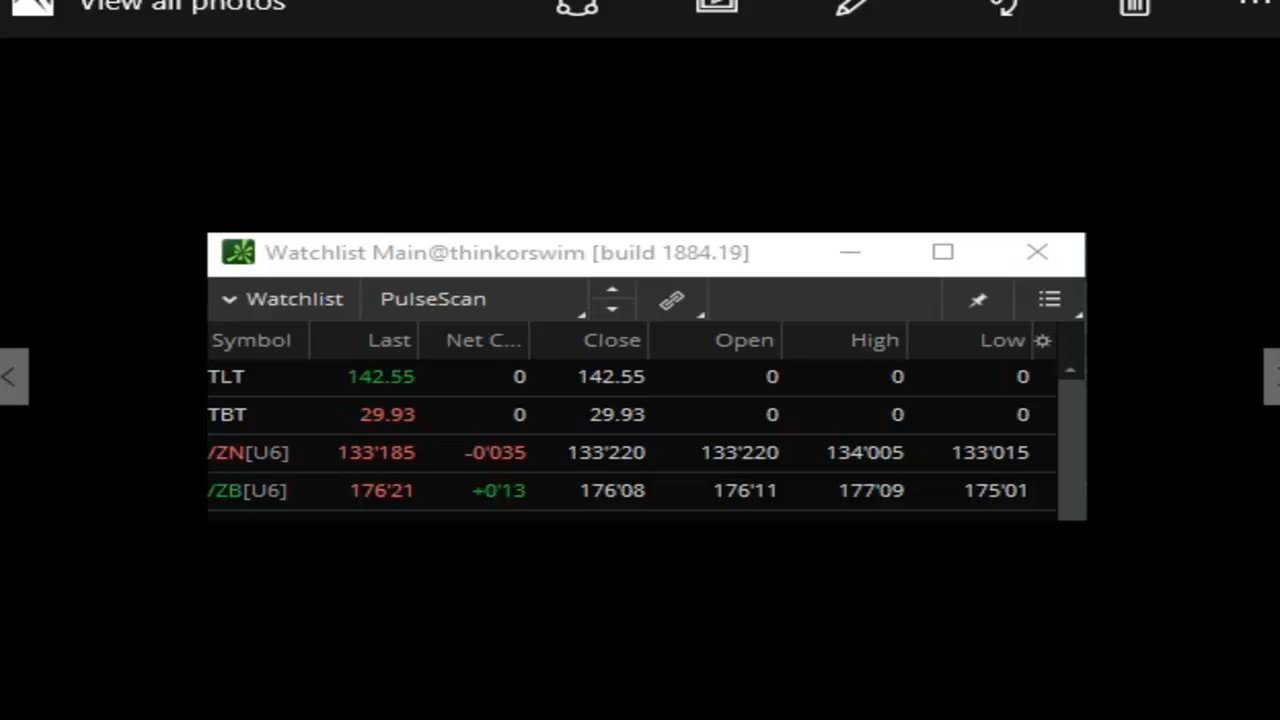 View all photos
Watchlist Main@thinkorswim [build 1884.19]
Watchlist PulseScan
Symbol Last Net C... Close Open High Low
TLT 142.55 0 142.55 0 0 0
TBT 29.93 0 29.93 0 0 0
/ZN[U6] 133'185 -0'035 133'220 133'220 134'005 133'015
/ZB[U6] 176'21 +0'13 176'08 176'11 177'09 175'01